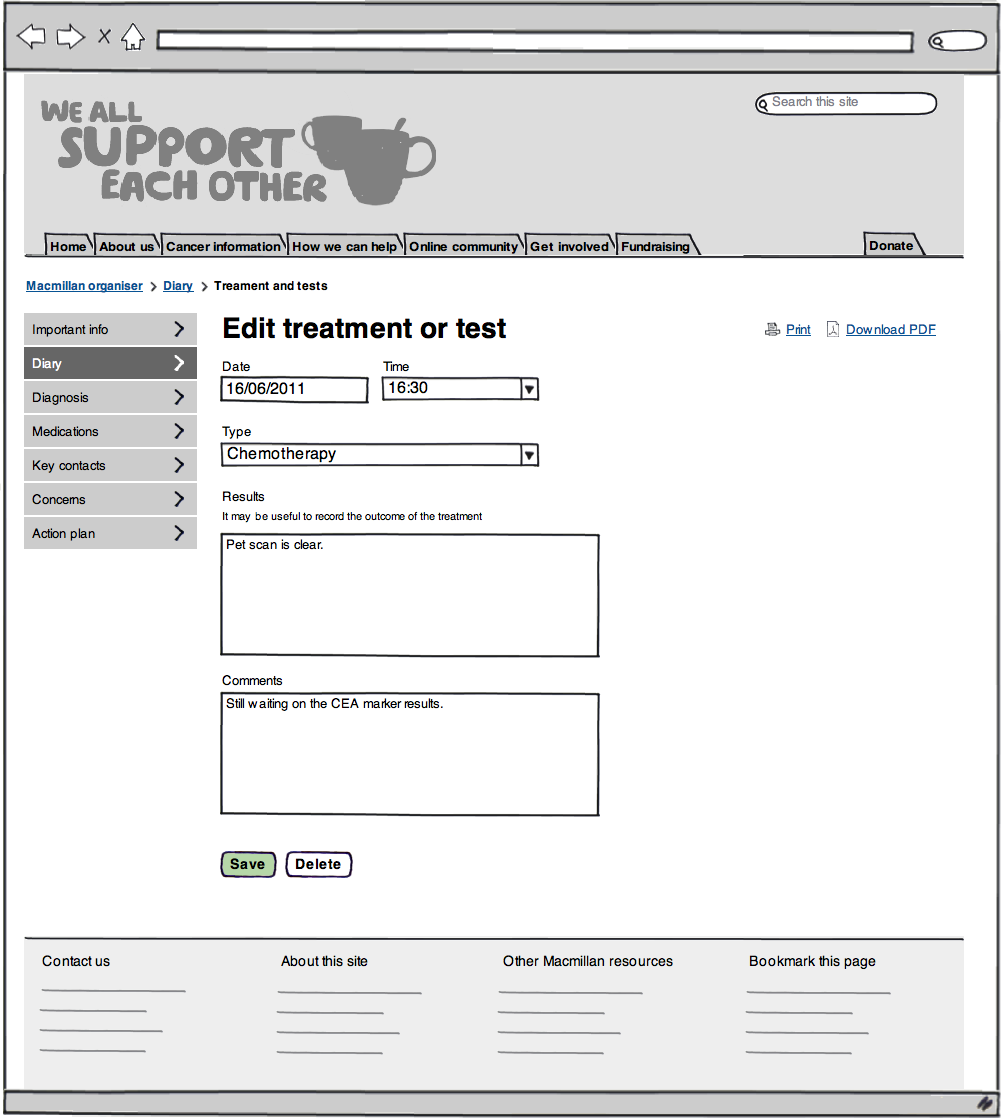 Search this site
WE ALL
SUPPORT
EACH OTHER
Home About us Cancer information How we can help Online community Get involved Fundraising Donate
Macmillan organiser > Diary > Treament and tests
Important info
Diary
Diagnosis
Medications
Key contacts
Concerns
Action plan
Edit treatment or test
Print Download PDF
Date Time
16/06/2011 16:30
Type
Chemotherapy
Results
It may be useful to record the outcome of the treatment
Pet scan is clear.
Comments
Still waiting on the CEA marker results.
Save Delete
Contact us About this site Other Macmillan resources Bookmark this page